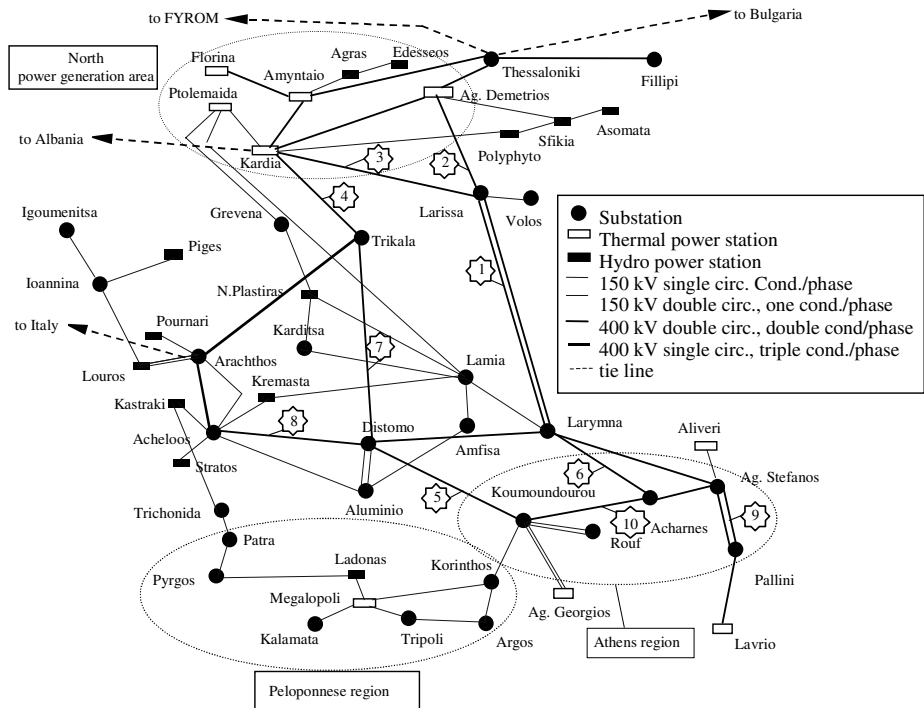 to FYROM
to Bulgaria
North
power generation area
Florina
Agras
Edesseos
Amyntaio
Thessaloniki
Fillipi
Ptolemaida
Ag. Demetrios
Asomata
Sfikia
Polyphyto
to Albania
Kardia
3
2
4
Larissa
Volos
Grevena
Trikala
Igoumenitsa
Piges
Ioannina
1
N.Plastiras
to Italy
Pournari
Karditsa
7
Arachthos
Lamia
Louros
Kremasta
Kastraki
8
Distomo
Larymna
Aliveri
Acheloos
Amfisa
Stratos
6
Ag. Stefanos
5
Koumoundourou
Aluminio
9
10
Acharnes
Trichonida
Rouf
Patra
Ladonas
Korinthos
Pallini
Pyrgos
Megalopoli
Ag. Georgios
Kalamata
Tripoli
Argos
Athens region
Lavrio
Peloponnese region
Substation
Thermal power station
Hydro power station
150 kV single circ. Cond./phase
150 kV double circ., one cond./phase
400 kV double circ., double cond/phase
400 kV single circ., triple cond./phase
tie line